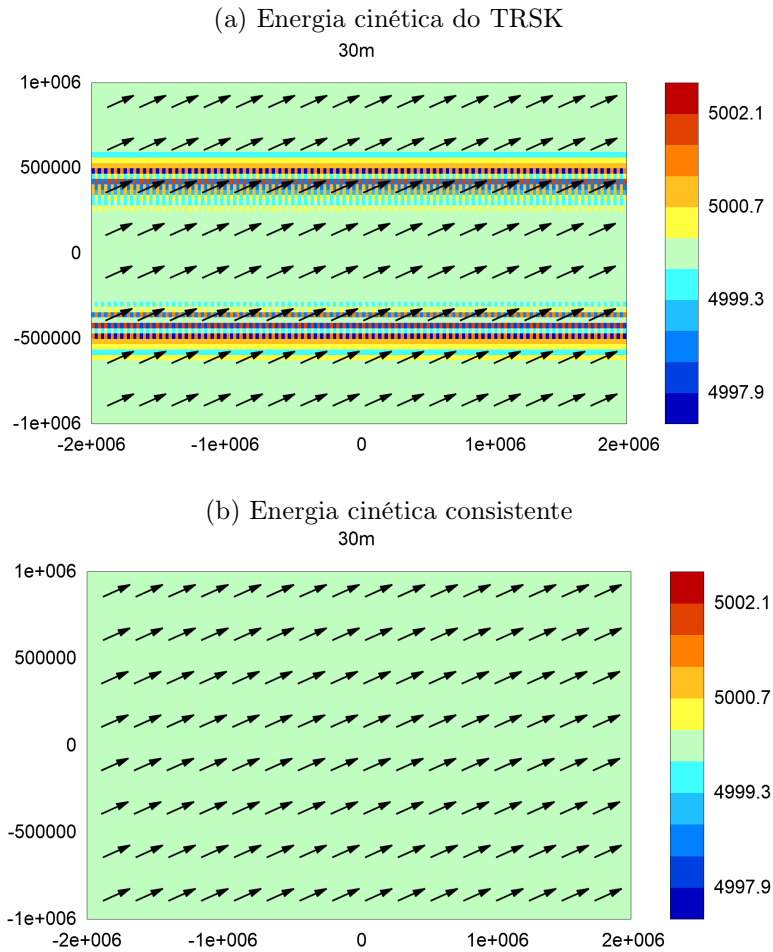 (a) Energia cinética do TRSK
30m
1e+006
500000
0
-500000
-1e+006
-2e+006 -1e+006 0 1e+006 2e+006
5002.1
5000.7
4999.3
4997.9
(b) Energia cinética consistente
30m
1e+006
500000
0
-500000
-1e+006
-2e+006 -1e+006 0 1e+006 2e+006
5002.1
5000.7
4999.3
4997.9